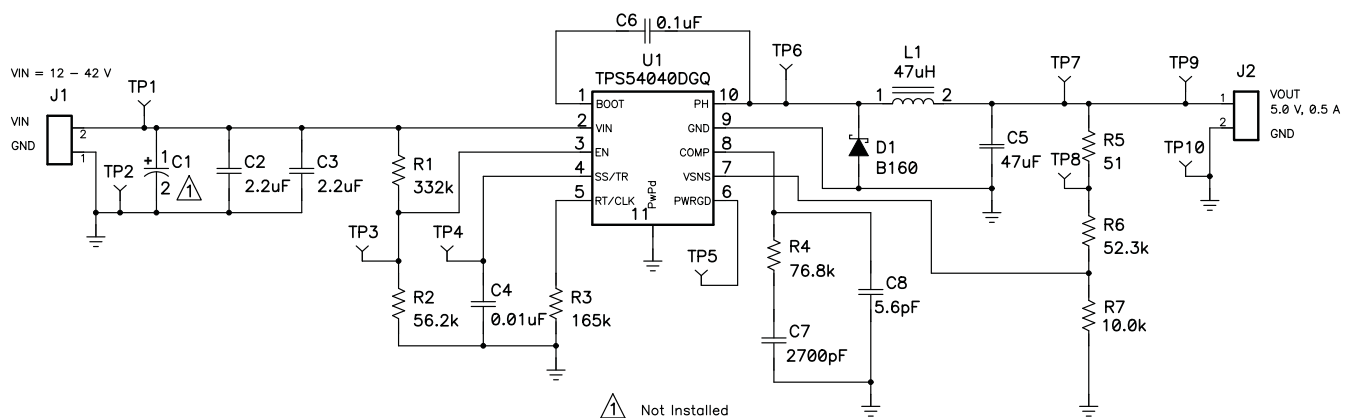 C6
0.1uF
VIN = 12 – 42 V
J1
VIN
GND
2
1
TP1
TP2
+
1
C1
2
1
C2
2.2uF
C3
2.2uF
R1
332k
TP3
R2
56.2k
TP4
C4
0.01uF
R3
165k
U1
TPS54040DGQ
1 BOOT
2 VIN
3 EN
4 SS/TR
5 RT/CLK
11
PwPd
PH 10
GND 9
COMP 8
VSNS 7
PWRGD 6
TP5
TP6
L1
47uH
1
2
D1
B160
C5
47uF
R4
76.8k
C7
2700pF
C8
5.6pF
TP7
R5
51
TP8
R6
52.3k
R7
10.0k
TP9
TP10
J2
1
2
VOUT
5.0 V, 0.5 A
GND
1 Not Installed